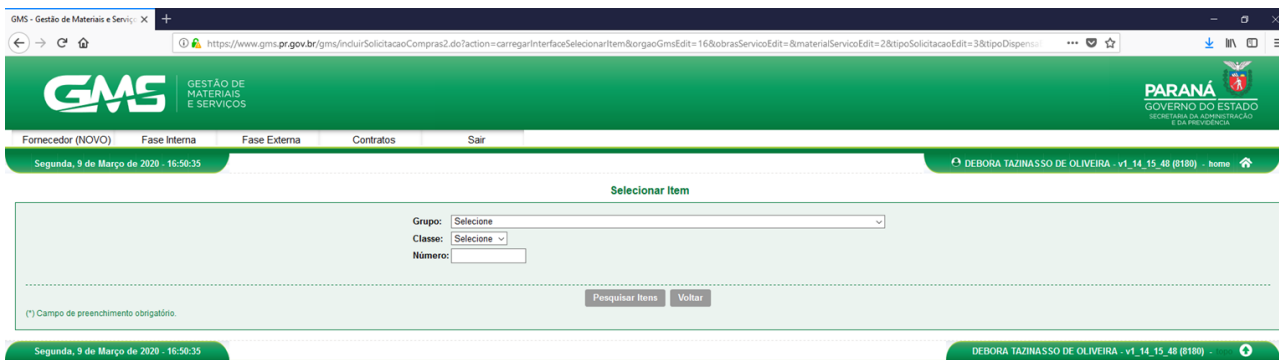 GMS - Gestão de Materiais e Serviço
https://www.gms.pr.gov.br/gms/incluirSolicitacaoCompras2.do?action=carregarInterfaceSelecionarItem&orgaoGmsEdit=16&obrasServicoEdit=&materialServicoEdit=2&tipoSolicitacaoEdit=3&tipoDispensa
GMS
GESTÃO DE
MATERIAIS
E SERVIÇOS
PARANÁ
GOVERNO DO ESTADO
SECRETARIA DA ADMINISTRAÇÃO
E DA PREVIDÊNCIA
Fornecedor (NOVO) Fase Interna Fase Externa Contratos Sair
Segunda, 9 de Março de 2020 - 16:50:35 DEBORA TAZINASSO DE OLIVEIRA - v1_14_15_48 (8180) - home
Selecionar Item
Grupo: Selecione
Classe: Selecione
Número:
Pesquisar Itens Voltar
(*) Campo de preenchimento obrigatório.
Segunda, 9 de Março de 2020 - 16:50:35 DEBORA TAZINASSO DE OLIVEIRA - v1_14_15_48 (8180) -